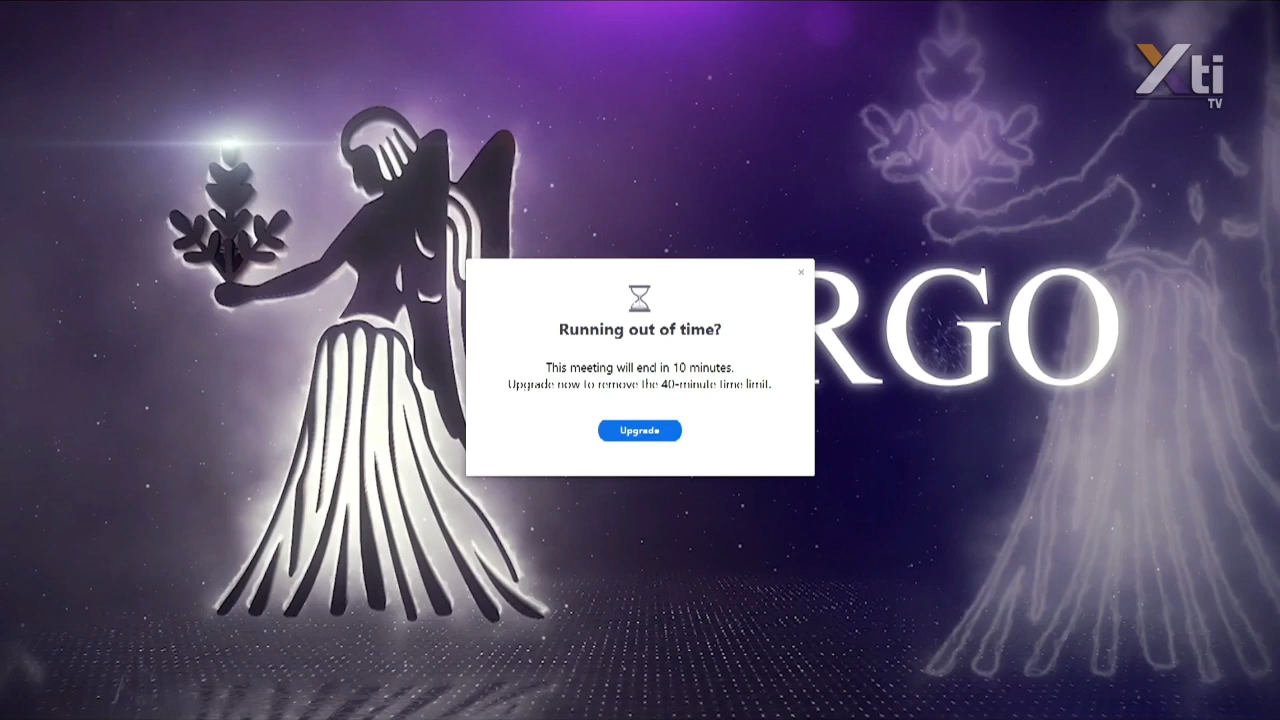 Xti
TV
RGO
×
Running out of time?
This meeting will end in 10 minutes.
Upgrade now to remove the 40-minute time limit.
Upgrade